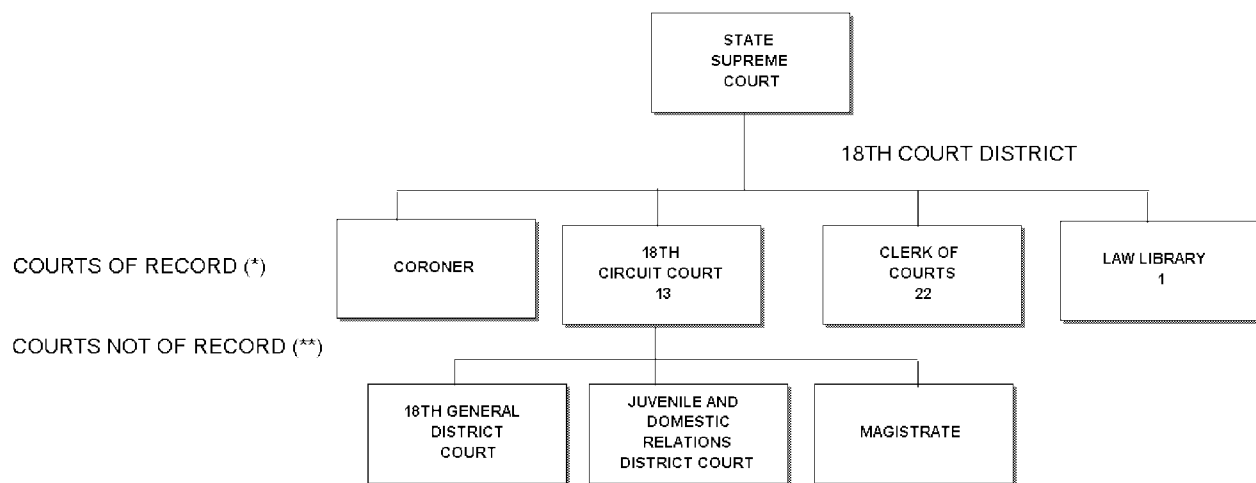 STATE
SUPREME
COURT
18TH COURT DISTRICT
COURTS OF RECORD (*)
CORONER
18TH
CIRCUIT COURT
13
CLERK OF
COURTS
22
LAW LIBRARY
1
COURTS NOT OF RECORD (**)
18TH GENERAL
DISTRICT
COURT
JUVENILE AND
DOMESTIC
RELATIONS
DISTRICT COURT
MAGISTRATE